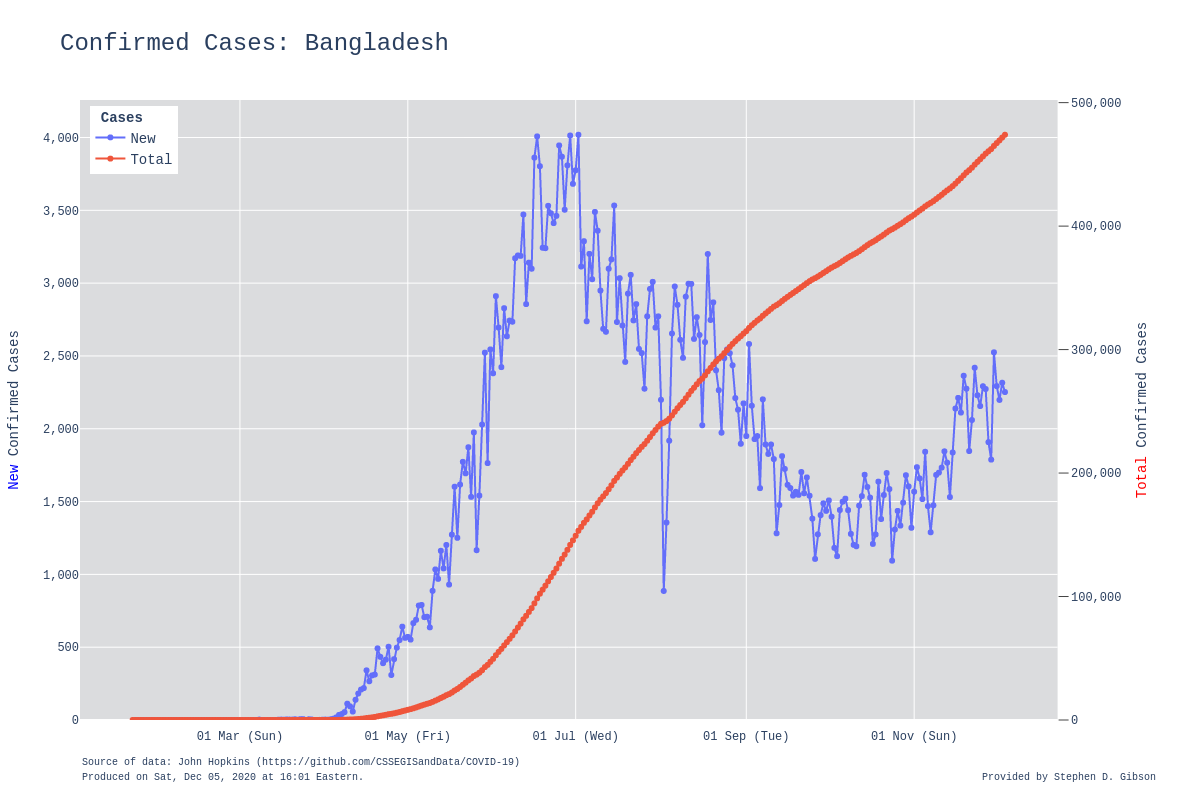 Confirmed Cases: Bangladesh
Cases
New
Total
4,000
3,500
3,000
2,500
2,000
1,500
1,000
500
0
New Confirmed Cases
500,000
400,000
300,000
200,000
100,000
0
Total Confirmed Cases
01 Mar (Sun)
01 May (Fri)
01 Jul (Wed)
01 Sep (Tue)
01 Nov (Sun)
Source of data: John Hopkins (https://github.com/CSSEGISandData/COVID-19)
Produced on Sat, Dec 05, 2020 at 16:01 Eastern.
Provided by Stephen D. Gibson